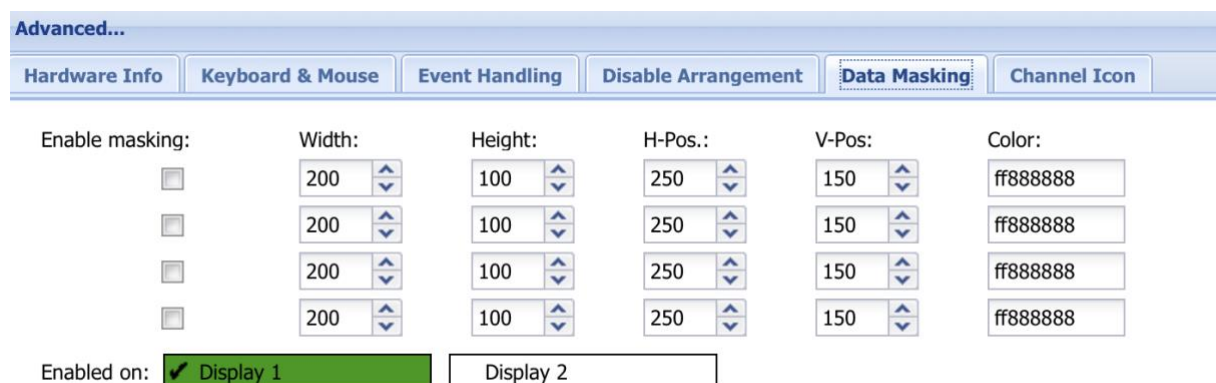 Advanced...
Hardware Info Keyboard & Mouse Event Handling Disable Arrangement Data Masking Channel Icon
Enable masking: Width: Height: H-Pos.: V-Pos: Color:
200 100 250 150 ff888888
200 100 250 150 ff888888
200 100 250 150 ff888888
200 100 250 150 ff888888
Enabled on: ✔ Display 1 Display 2